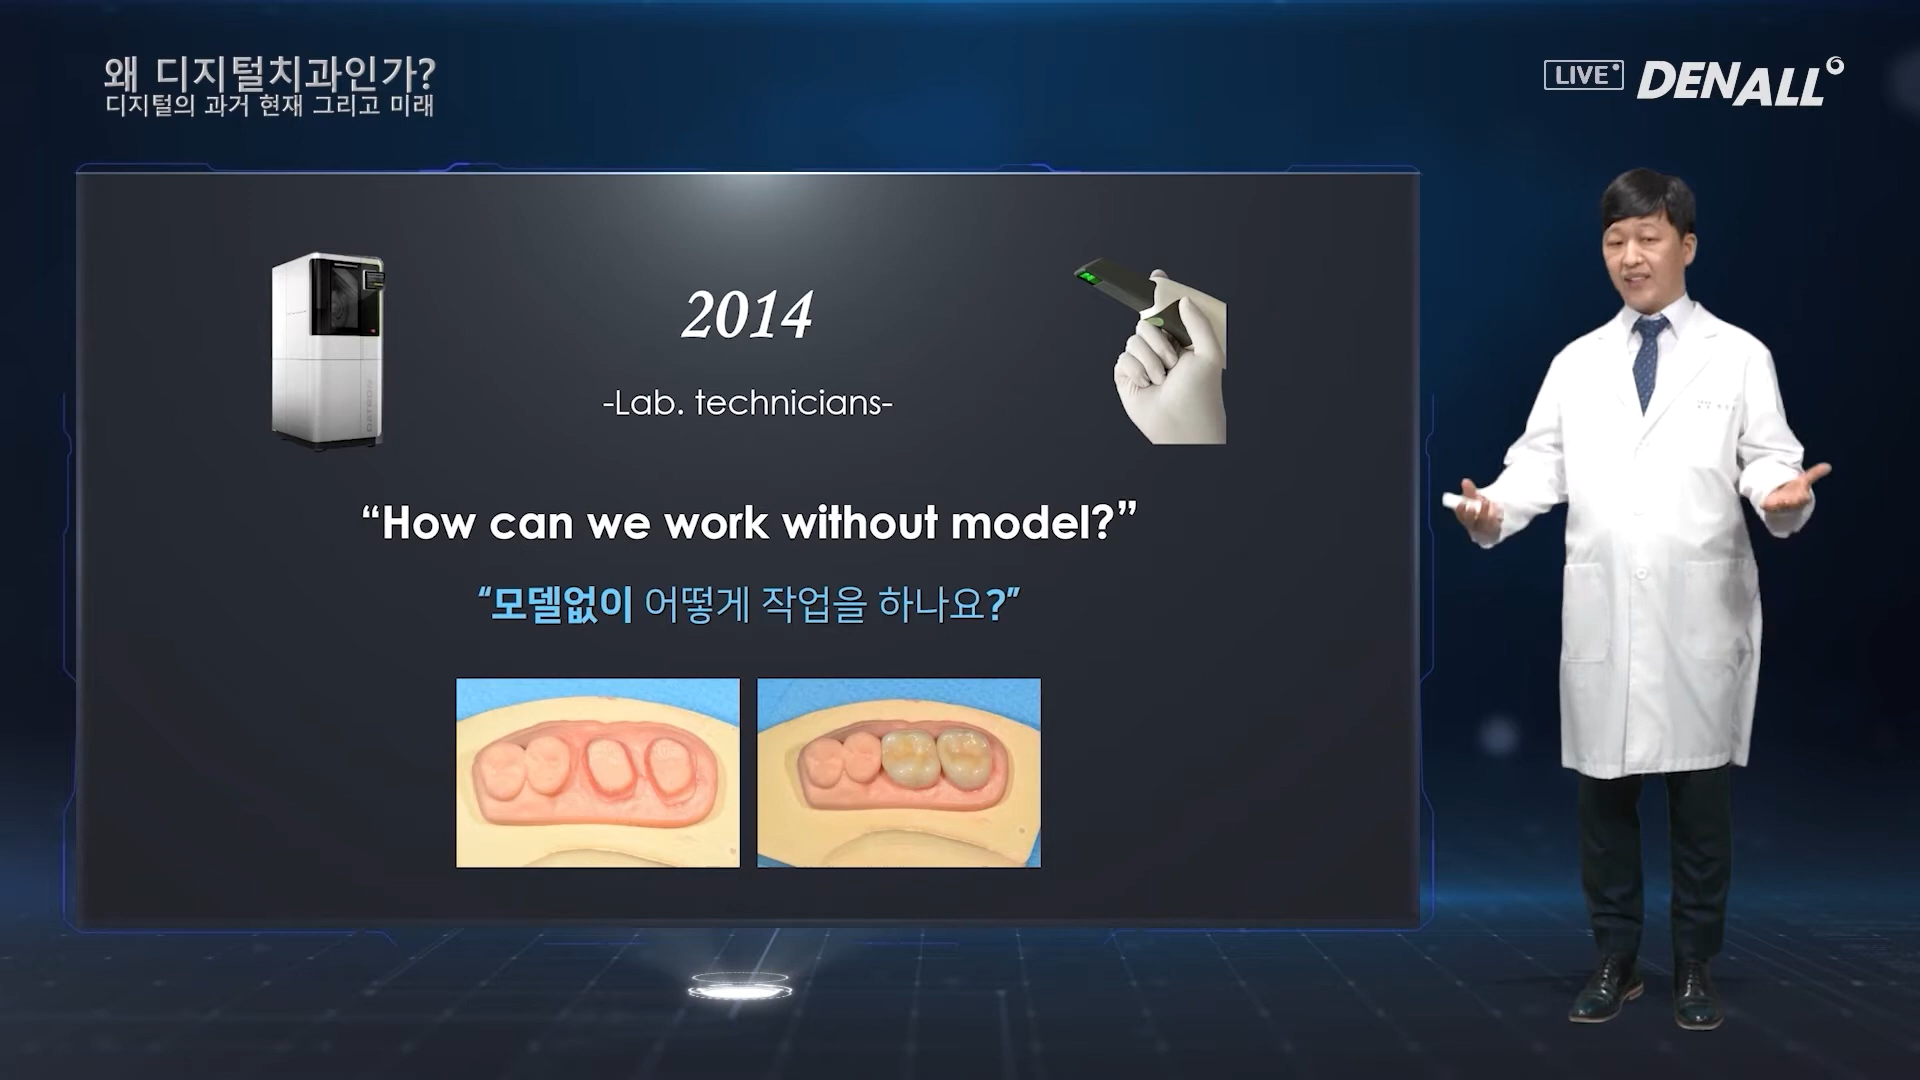 왜 디지털치과인가?
디지털의 과거 현재 그리고 미래
LIVE
DENALL
2014
-Lab. technicians-
DATRON
“How can we work without model?”
“모델없이 어떻게 작업을 하나요?”